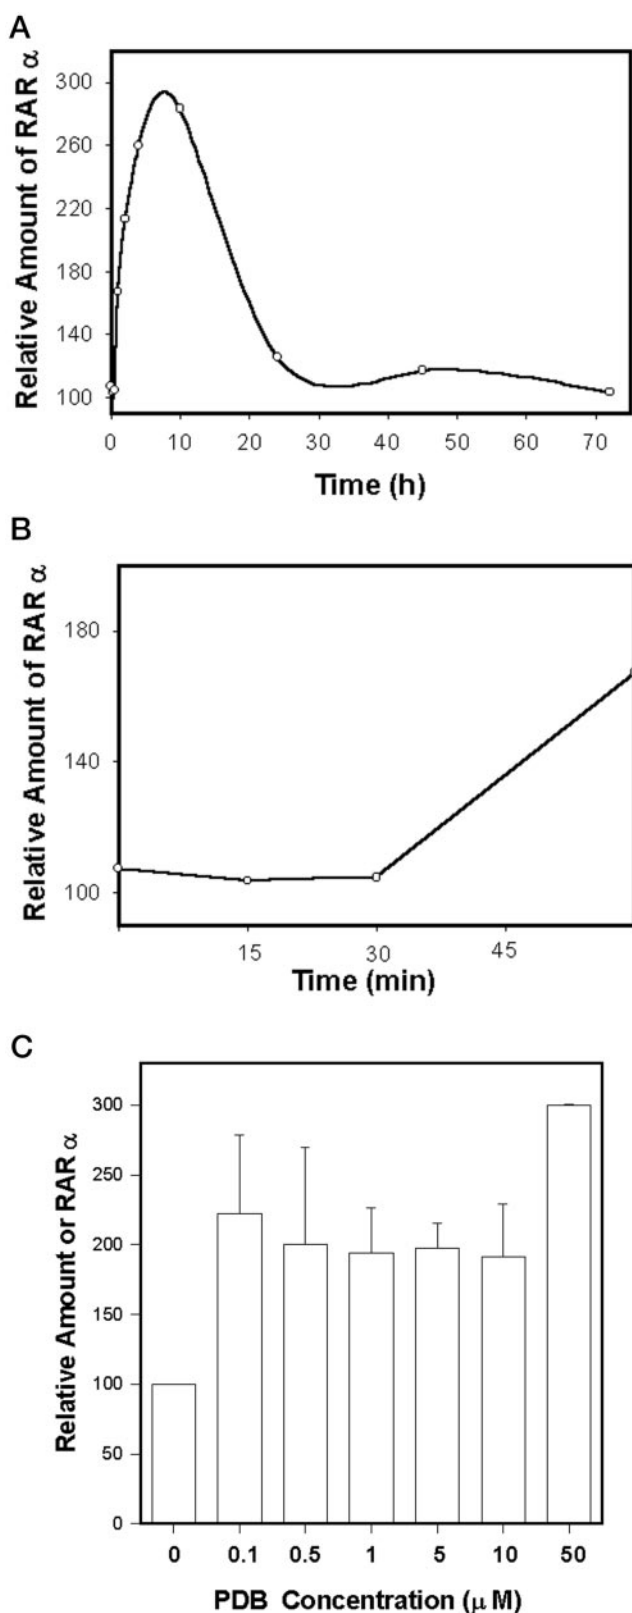 A
Relative Amount of RAR α
300
260
220
180
140
100
0 10 20 30 40 50 60 70
Time (h)
B
Relative Amount of RAR α
180
140
100
15 30 45
Time (min)
C
Relative Amount or RAR α
300
250
200
150
100
50
0
0 0.1 0.5 1 5 10 50
PDB Concentration (μ M)